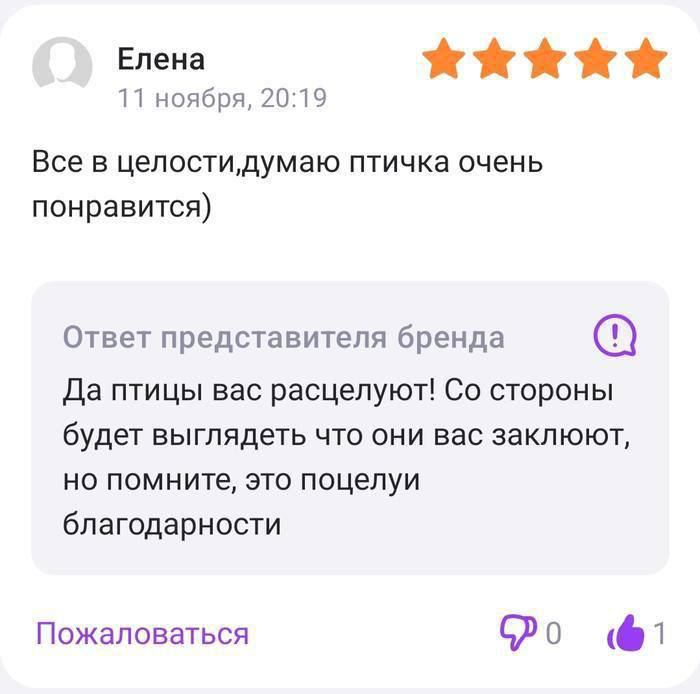 Елена
11 ноября, 20:19
Все в целости,думаю птичка очень
понравится)
Ответ представителя бренда
Да птицы вас расцелуют! Со стороны
будет выглядеть что они вас заклюют,
но помните, это поцелуи
благодарности
Пожаловаться
0
1